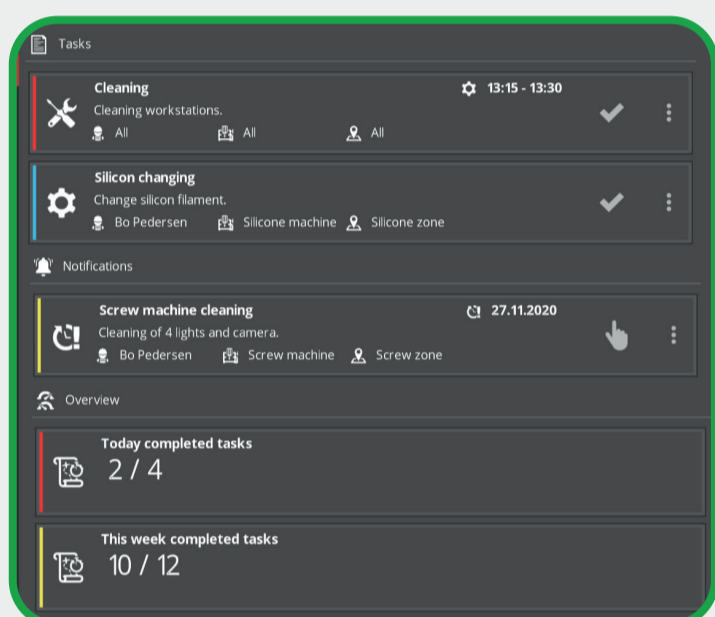 Tasks
Cleaning 13:15 - 13:30
Cleaning workstations.
All All All
Silicon changing
Change silicon filament.
Bo Pedersen Silicone machine Silicone zone
Notifications
Screw machine cleaning 27.11.2020
Cleaning of 4 lights and camera.
Bo Pedersen Screw machine Screw zone
Overview
Today completed tasks
2 / 4
This week completed tasks
10 / 12